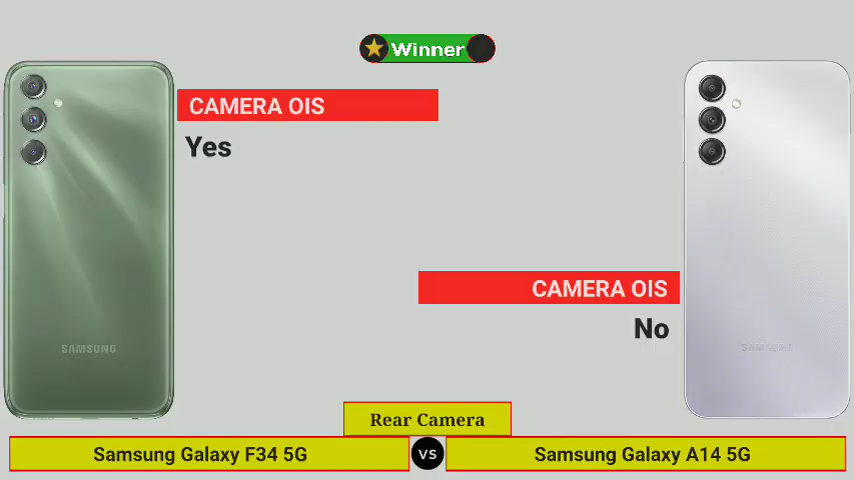 Winner
CAMERA OIS
Yes
CAMERA OIS
No
SAMSUNG
SAMSUNG
Rear Camera
Samsung Galaxy F34 5G
VS
Samsung Galaxy A14 5G